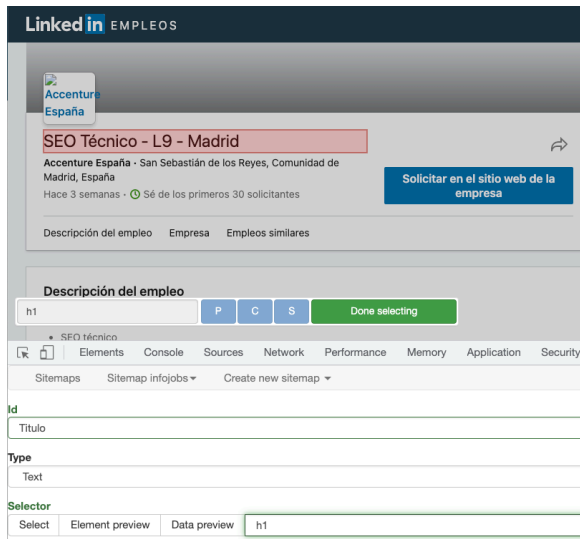 Linked in EMPLEOS
Accenture
España
SEO Técnico - L9 - Madrid
Accenture España · San Sebastián de los Reyes, Comunidad de
Madrid, España
Hace 3 semanas · Sé de los primeros 30 solicitantes
Solicitar en el sitio web de la
empresa
Descripción del empleo Empresa Empleos similares
Descripción del empleo
h1 P C S Done selecting
SEO técnico
Elements Console Sources Network Performance Memory Application Security
Sitemaps Sitemap infojobs Create new sitemap
Id
Titulo
Type
Text
Selector
Select Element preview Data preview h1